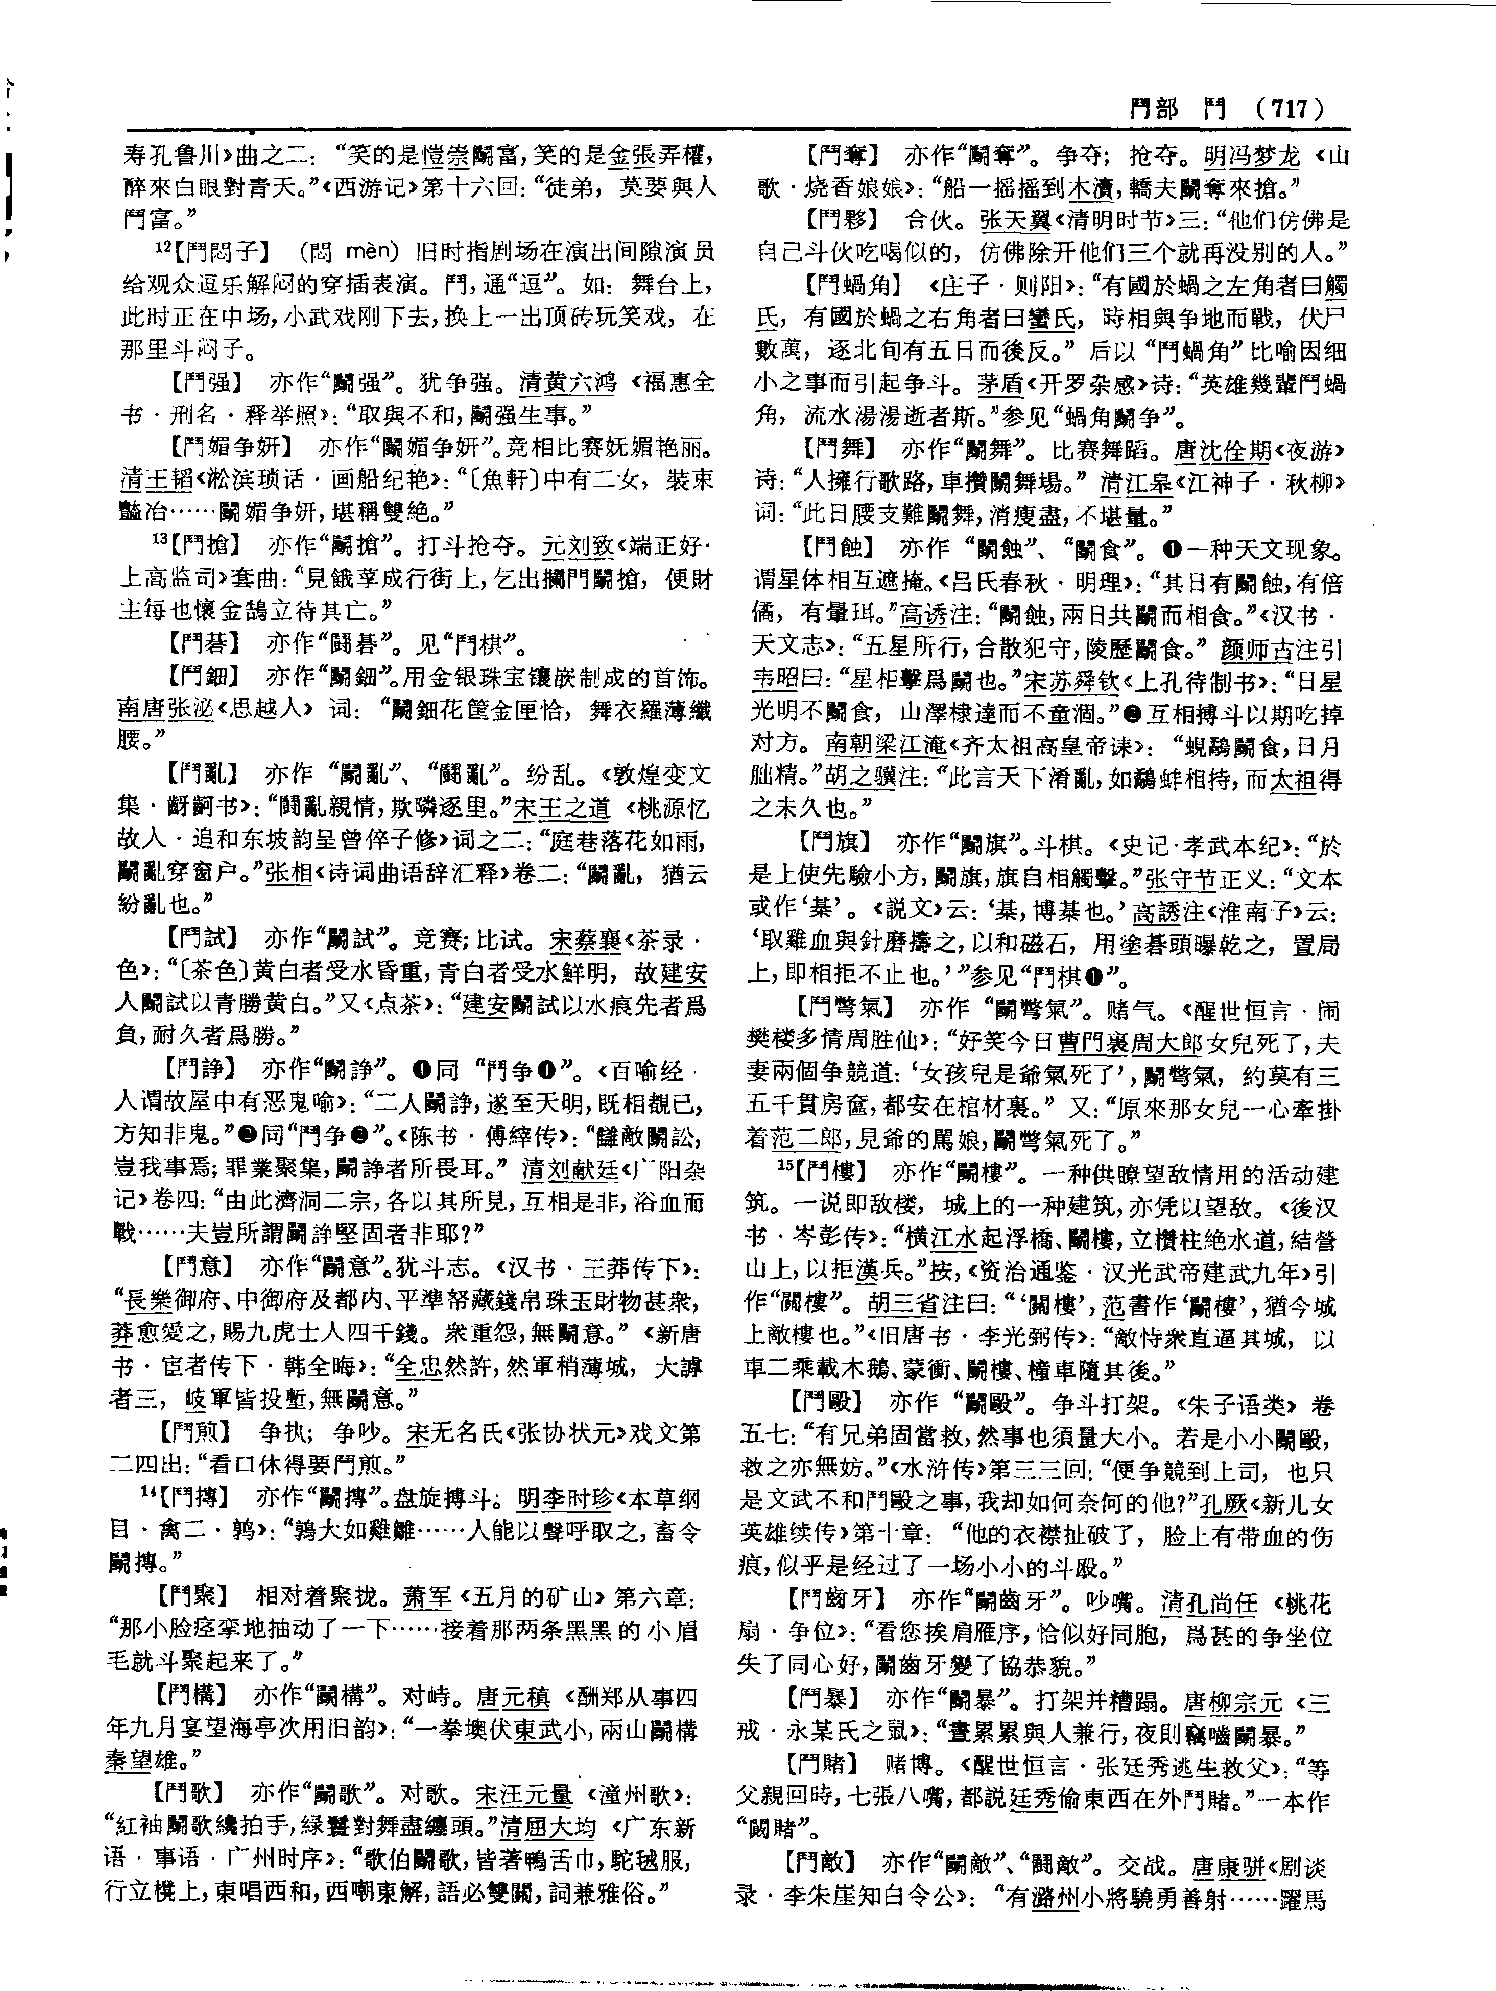 鬥部　鬥　（717）
寿孔魯川》曲之二：“笑的是愷崇鬭富，笑的是金張弄權，
醉來白眼對青天。”《西游记》第十六回：“徒弟，莫要與人
鬥富。”
12【鬥悶子】　（悶 mèn）旧时指剧场在演出间隙演员
给观众逗乐解闷的穿插表演。鬥，通“逗”。如：舞台上，
此时正在中场，小武戏刚下去，换上一出顶砖玩笑戏，在
那里斗闷子。
【鬥强】　亦作“鬭强”。犹争强。清黄六鸿《福惠全
书·刑名·释举照》：“取與不和，鬭强生事。”
【鬥媚争妍】　亦作“鬭媚争妍”。竞相比赛妩媚艳丽。
清王韬《淞滨琐话·画船纪艳》：“〔魚軒〕中有二女，裝束
豔冶……鬭媚争妍，堪稱雙絶。”
13【鬥搶】　亦作“鬭搶”。打斗抢夺。元刘致《端正好·
上高监司》套曲：“見餓莩成行街上，乞出攔門鬭搶，便財
主每也懷金鵠立待其亡。”
【鬥碁】　亦作“鬪碁”。见“鬥棋”。
【鬥鈿】　亦作“鬭鈿”。用金银珠宝镶嵌制成的首饰。
南唐张泌《思越人》词：“鬭鈿花筐金匣恰，舞衣羅薄纖
腰。”
【鬥亂】　亦作“鬭亂”、“鬪亂”。纷乱。《敦煌变文
集·齖䶗书》：“鬪亂親情，欺隣逐里。”宋王之道《桃源忆
故人·追和东坡韵呈曾倅子修》词之二：“庭巷落花如雨，
鬭亂穿窗户。”张相《诗词曲语辞汇释》卷二：“鬭亂，猶云
紛亂也。”
【鬥試】　亦作“鬭試”。竞赛；比试。宋蔡襄《茶录·
色》：“〔茶色〕黄白者受水昏重，青白者受水鮮明，故建安
人鬭試以青勝黄白。”又《点茶》：“建安鬭試以水痕先者爲
負，耐久者爲勝。”
【鬥諍】　亦作“鬭諍”。❶同“鬥争❶”。《百喻经·
人谓故屋中有恶鬼喻》：“二人鬭諍，遂至天明，既相覩已，
方知非鬼。”❷同“鬥争❷”。《陈书·傅縡传》：“讎敵鬭訟，
豈我事焉；罪業聚集，鬭諍者所畏耳。”清刘献廷《广阳杂
记》卷四：“由此濟洞二宗，各以其所見，互相是非，浴血而
戰……夫豈所謂鬭諍堅固者非耶？”
【鬥意】　亦作“鬭意”。犹斗志。《汉书·王莽传下》：
“長樂御府、中御府及都内、平準帑藏錢帛珠玉財物甚衆，
莽愈愛之，賜九虎士人四千錢。衆重怨，無鬭意。”《新唐
书·宦者传下·韩全晦》：“全忠然許，然軍稍薄城，大譁
者三，岐軍皆投塹，無鬭意。”
【鬥煎】　争执；争吵。宋无名氏《张协状元》戏文第
二四出：“看口休得要鬥煎。”
14【鬥摶】　亦作“鬭摶”。盘旋搏斗。明李时珍《本草纲
目·禽二·鹑》：“鶉大如雞雛……人能以聲呼取之，畜令
鬭摶。”
【鬥聚】　相对着聚拢。萧军《五月的矿山》第六章：
“那小脸痉挛地抽动了一下……接着那两条黑黑的小眉
毛就斗聚起来了。”
【鬥構】　亦作“鬭構”。对峙。唐元稹《酬郑从事四
年九月宴望海亭次用旧韵》：“一拳墺伏東武小，兩山鬭構
秦望雄。”
【鬥歌】　亦作“鬭歌”。对歌。宋汪元量《潼州歌》：
“紅袖鬭歌纔拍手，緑鬟對舞盡纏頭。”清屈大均《广东新
语·事语·广州时序》：“歌伯鬭歌，皆著鴨舌巾，駝毧服，
行立櫈上，東唱西和，西嘲東解，語必雙關，詞兼雅俗。”
【鬥奪】　亦作“鬭奪”。争夺；抢夺。明冯梦龙《山
歌·烧香娘娘》：“船一摇摇到木瀆，轎夫鬭奪來搶。”
【鬥夥】　合伙。张天翼《清明时节》三：“他们仿佛是
自己斗伙吃喝似的，仿佛除开他们三个就再没别的人。”
【鬥蝸角】　《庄子·则阳》：“有國於蝸之左角者曰觸
氏，有國於蝸之右角者曰蠻氏，時相與争地而戰，伏尸
數萬，逐北旬有五日而後反。”后以“鬥蝸角”比喻因细
小之事而引起争斗。茅盾《开罗杂感》诗：“英雄幾輩鬥蝸
角，流水湯湯逝者斯。”参见“蝸角鬭争”。
【鬥舞】　亦作“鬭舞”。比赛舞蹈。唐沈佺期《夜游》
诗：“人擁行歌路，車攢鬭舞場。”清江皋《江神子·秋柳》
词：“此日腰支難鬭舞，消瘦盡，不堪量。”
【鬥蝕】　亦作“鬭蝕”、“鬭食”。❶一种天文现象。
谓星体相互遮掩。《吕氏春秋·明理》：“其日有鬭蝕，有倍
僪，有暈珥。”高诱注：“鬭蝕，兩日共鬭而相食。”《汉书·
天文志》：“五星所行，合散犯守，陵歷鬭食。”颜师古注引
韦昭曰：“星相擊爲鬭也。”宋苏舜钦《上孔待制书》：“日星
光明不鬭食，山澤棣達而不童涸。”❷互相搏斗以期吃掉
对方。南朝梁江淹《齐太祖高皇帝诔》：“蜆鷸鬭食，日月
朏精。”胡之骥注：“此言天下淆亂，如鷸蚌相持，而太祖得
之未久也。”
【鬥旗】　亦作“鬭旗”。斗棋。《史记·孝武本纪》：“於
是上使先驗小方，鬭旗，旗自相觸擊。”张守节正义：“文本
或作‘棊’。《説文》云：‘棊，博棊也。’高誘注《淮南子》云：
‘取雞血與針磨擣之，以和磁石，用塗碁頭曝乾之，置局
上，即相拒不止也。’”参见“鬥棋❶”。
【鬥彆氣】　亦作“鬭彆氣”。赌气。《醒世恒言·闹
樊楼多情周胜仙》：“好笑今日曹門裏周大郎女兒死了，夫
妻兩個争競道：‘女孩兒是爺氣死了’，鬭彆氣，約莫有三
五千貫房奩，都安在棺材裏。”又：“原來那女兒一心牽掛
着范二郎，見爺的駡娘，鬭彆氣死了。”
15【鬥樓】　亦作“鬭樓”。一种供瞭望敌情用的活动建
筑。一说即敌楼，城上的一种建筑，亦凭以望敌。《後汉
书·岑彭传》：“横江水起浮橋、鬭樓，立欑柱絶水道，結營
山上，以拒漢兵。”按，《资治通鉴·汉光武帝建武九年》引
作“關樓”。胡三省注曰：“‘關樓’，范書作‘鬭樓’，猶今城
上敵樓也。”《旧唐书·李光弼传》：“敵恃衆直逼其城，以
車二乘載木鵝、蒙衝、鬭樓、橦車隨其後。”
【鬥毆】　亦作“鬭毆”。争斗打架。《朱子语类》卷
五七：“有兄弟固當救，然事也須量大小。若是小小鬭毆，
救之亦無妨。”《水浒传》第三三回：“便争競到上司，也只
是文武不和鬥毆之事，我却如何奈何的他？”孔厥《新儿女
英雄续传》第十章：“他的衣襟扯破了，脸上有带血的伤
痕，似乎是经过了一场小小的斗殴。”
【鬥齒牙】　亦作“鬭齒牙”。吵嘴。清孔尚任《桃花
扇·争位》：“看您挨肩雁序，恰似好同胞，爲甚的争坐位
失了同心好，鬭齒牙變了協恭貌。”
【鬥暴】　亦作“鬭暴”。打架并糟蹋。唐柳宗元《三
戒·永某氏之鼠》：“晝累累與人兼行，夜則竊嚙鬭暴。”
【鬥賭】　赌博。《醒世恒言·张廷秀逃生救父》：“等
父親回時，七張八嘴，都說廷秀偷東西在外鬥賭。”一本作
“闞賭”。
【鬥敵】　亦作“鬭敵”、“鬪敵”。交战。唐康骈《剧谈
录·李朱崖知白令公》：“有潞州小將驍勇善射……躍馬